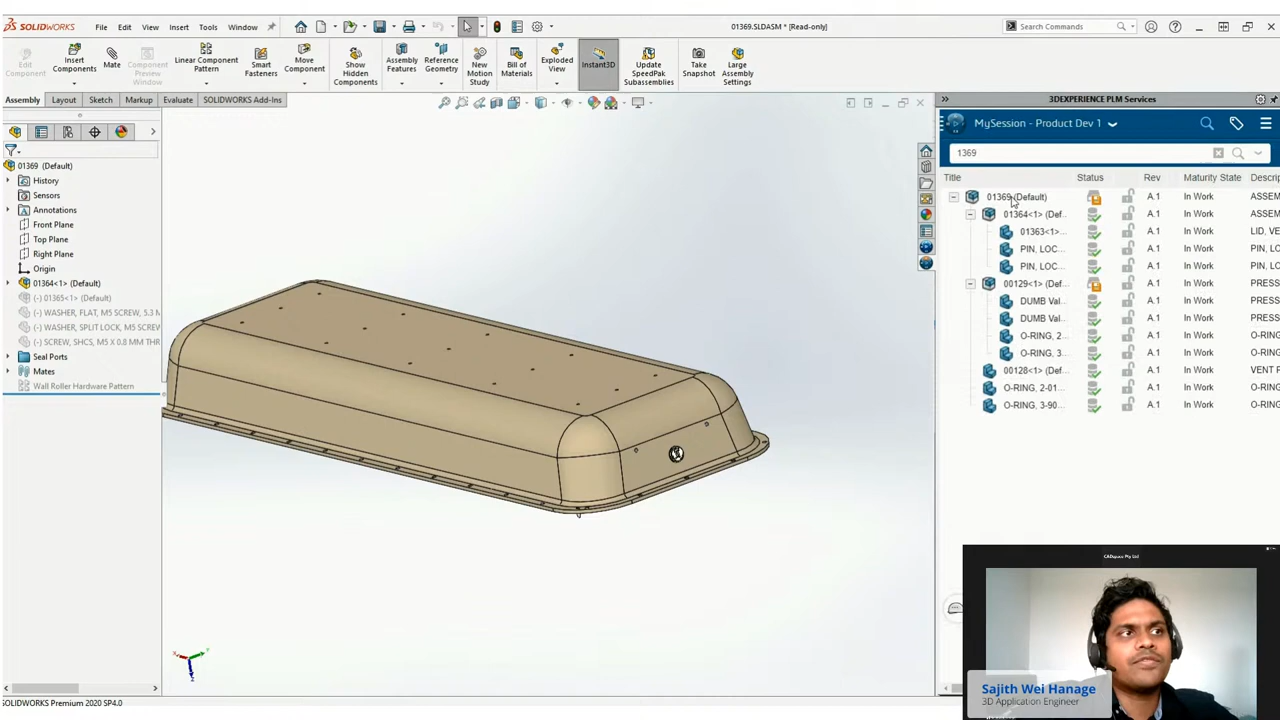 SOLIDWORKS File Edit View Insert Tools Window 01369.SLDASM * (Read-only) Search Commands
Edit Component
Insert Components
Mate
Component Preview Window
Linear Component Pattern
Smart Fasteners
Move Component
Show Hidden Components
Assembly Features
Reference Geometry
New Motion Study
Bill of Materials
Exploded View
Instant3D
Update SpeedPak Subassemblies
Take Snapshot
Large Assembly Settings
Assembly Layout Sketch Markup Evaluate SOLIDWORKS Add-Ins
01369 (Default)
History
Sensors
Annotations
Front Plane
Top Plane
Right Plane
Origin
01364<1> (Default)
(-) 01365<1> (Default)
(-) WASHER, FLAT, M5 SCREW, 5.3 M
(-) WASHER, SPLIT LOCK, M5 SCREW
(-) SCREW, SHCS, M5 X 0.8 MM THR
Seal Ports
Mates
Wall Roller Hardware Pattern
SOLIDWORKS Premium 2020 SP4.0
3DEXPERIENCE PLM Services
MySession - Product Dev 1
1369
Title Status Rev Maturity State Descrip
01369 (Default) A.1 In Work ASSEM
01364<1> (Def... A.1 In Work ASSEM
01363<1>... A.1 In Work LID, VE
PIN, LOC... A.1 In Work PIN, LO
PIN, LOC... A.1 In Work PIN, LO
00129<1> (Def... A.1 In Work PRESS
DUMB Val... A.1 In Work PRESS
DUMB Val... A.1 In Work PRESS
O-RING, 2... A.1 In Work O-RIN
O-RING, 3... A.1 In Work O-RIN
00128<1> (Def... A.1 In Work VENT F
O-RING, 2-01... A.1 In Work O-RIN
O-RING, 3-90... A.1 In Work O-RIN
CADspace Pty Ltd
Sajith Wei Hanage
3D Application Engineer